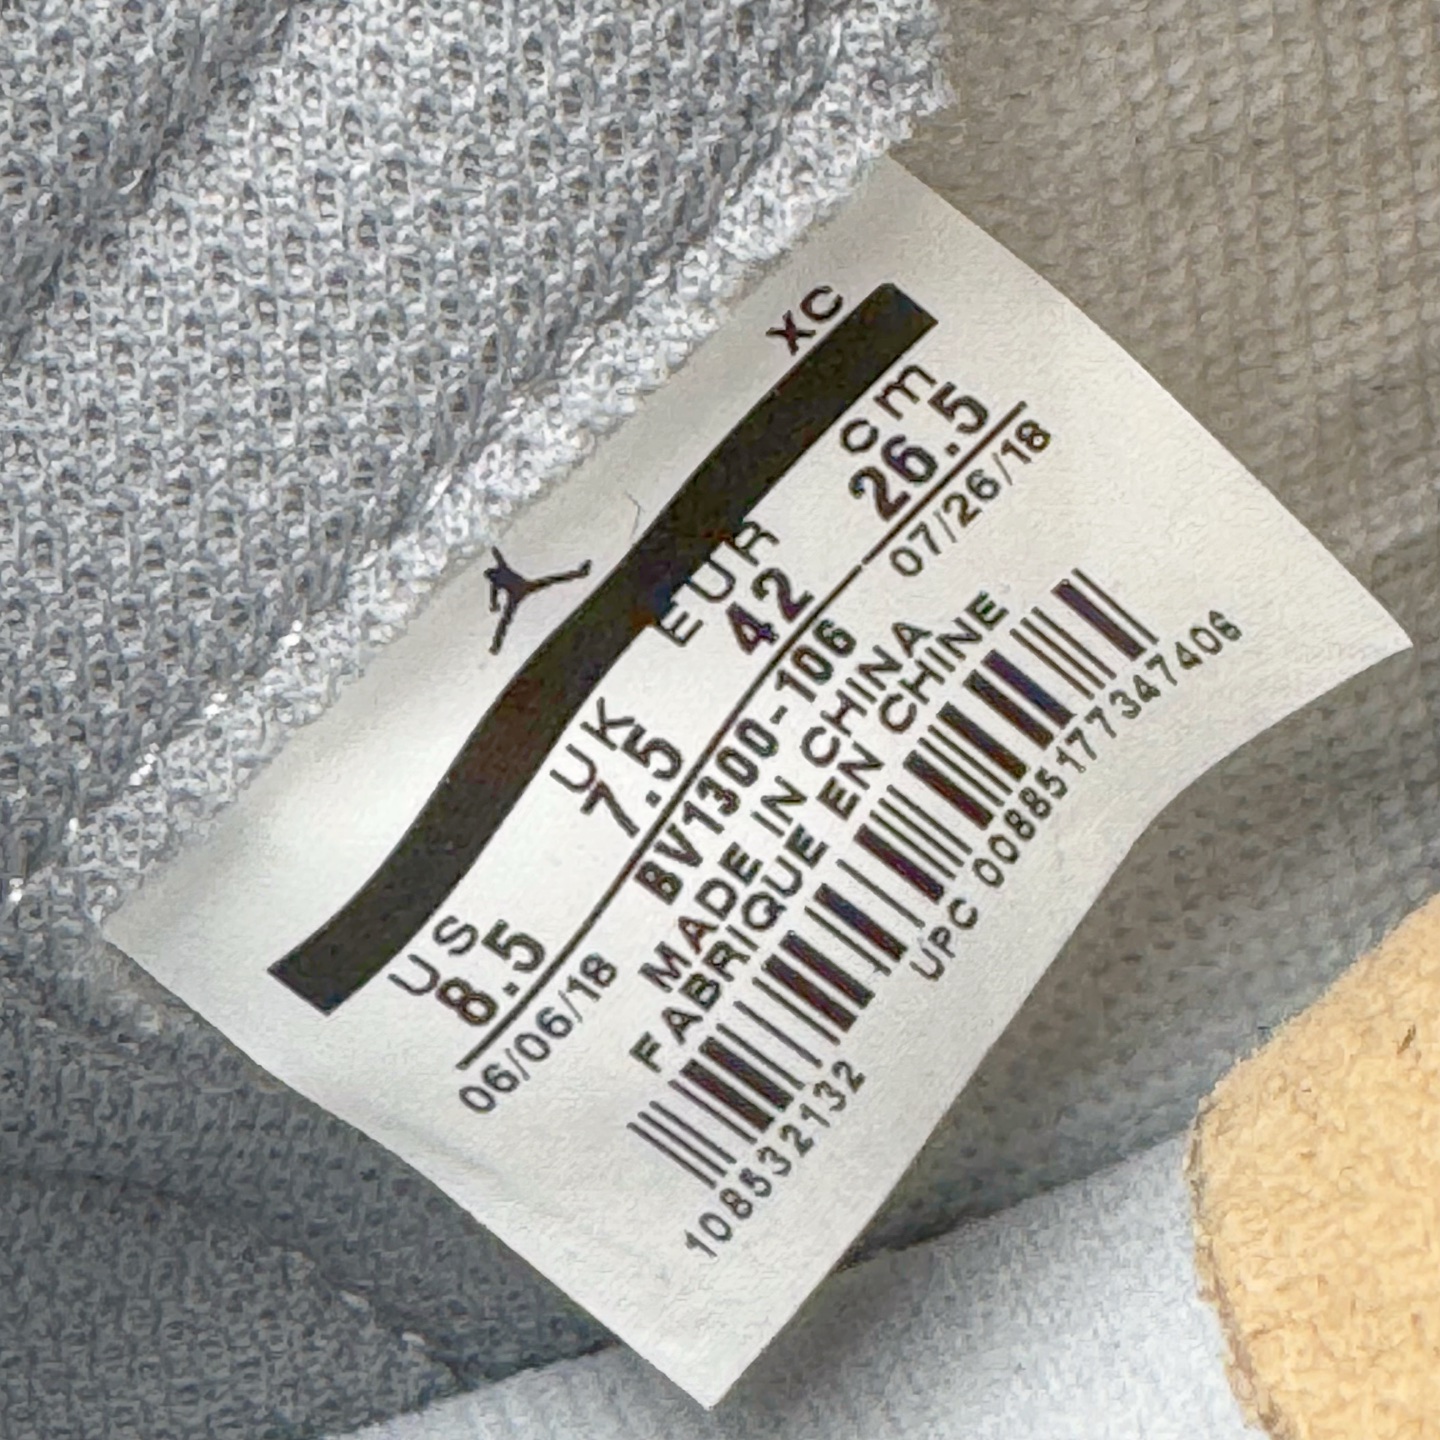 XC
US UK EUR cm
8.5 7.5 42 26.5
06/06/18 BV1300-106 07/26/18
MADE IN CHINA
FABRIQUE EN CHINE
108532132 UPC 00885177347406